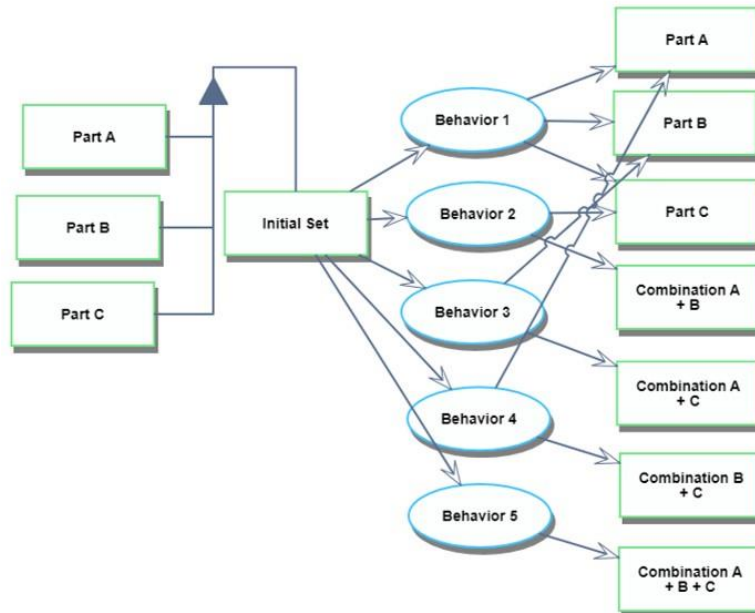 Part A
Part B
Part C
Initial Set
Behavior 1
Behavior 2
Behavior 3
Behavior 4
Behavior 5
Part A
Part B
Part C
Combination A
+ B
Combination A
+ C
Combination B
+ C
Combination A
+ B + C